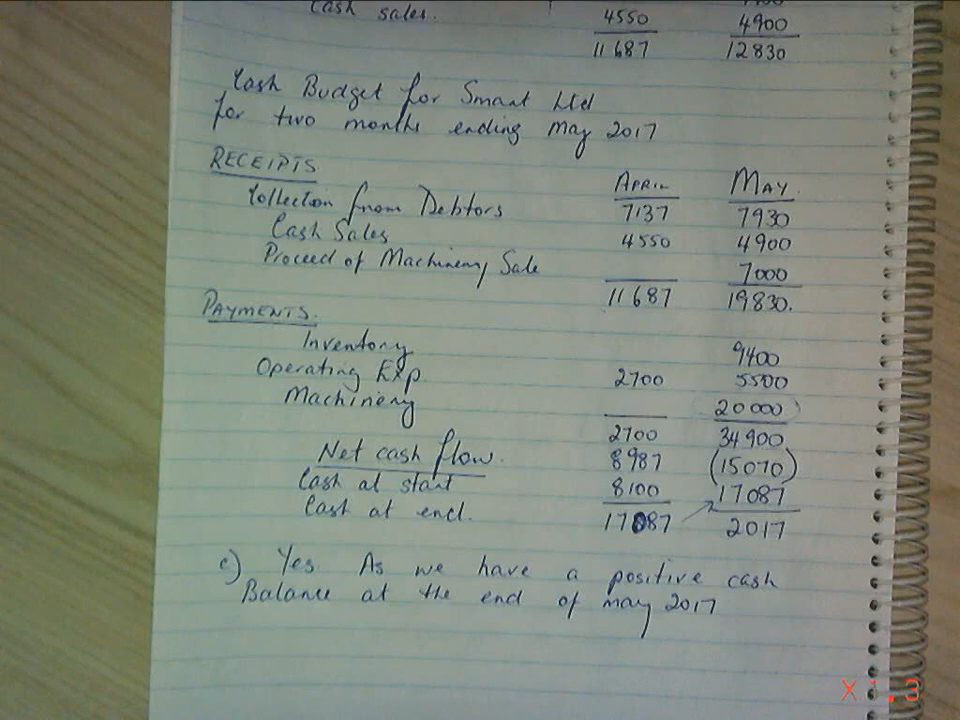 Cash sales. 4550 4900
11687 12830
Cash Budget for Smart Ltd
for two months ending May 2017
RECEIPTS
APRIL MAY.
Collection from Debtors 7137 7930
Cash Sales 4550 4900
Proceed of Machinery Sale 7000
11687 19830.
PAYMENTS.
Inventory 9400
Operating Exp. 2700 5500
Machinery 20000
2700 34900
Net cash flow. 8987 (15070)
Cash at start 8100 17087
Cash at end. 17087 2017
c) Yes. As we have a positive cash
Balance at the end of may 2017